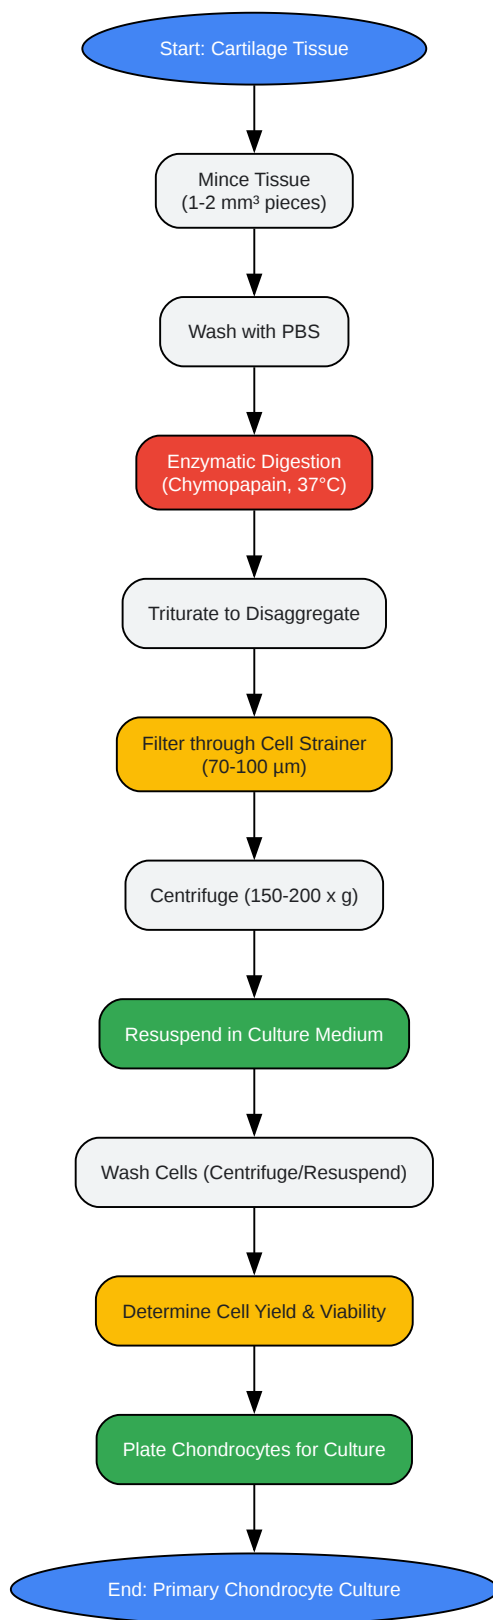 Start: Cartilage Tissue
Mince Tissue
(1-2 mm³ pieces)
Wash with PBS
Enzymatic Digestion
(Chymopapain, 37°C)
Triturate to Disaggregate
Filter through Cell Strainer
(70-100 µm)
Centrifuge (150-200 x g)
Resuspend in Culture Medium
Wash Cells (Centrifuge/Resuspend)
Determine Cell Yield & Viability
Plate Chondrocytes for Culture
End: Primary Chondrocyte Culture